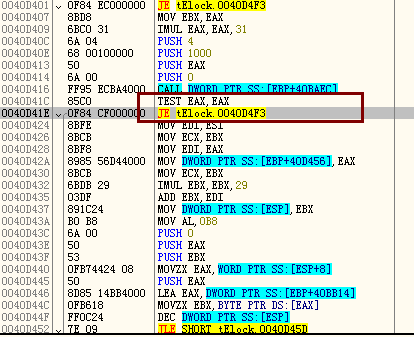 0040D401 0F84 EC000000 JE tElock.0040D4F3
0040D407 8BD8 MOV EBX,EAX
0040D409 6BC0 31 IMUL EAX,EAX,31
0040D40C 6A 04 PUSH 4
0040D40E 68 00100000 PUSH 1000
0040D413 50 PUSH EAX
0040D414 6A 00 PUSH 0
0040D416 FF95 ECBA4000 CALL DWORD PTR SS:[EBP+40BAEC]
0040D41C 85C0 TEST EAX,EAX
0040D41E 0F84 CF000000 JE tElock.0040D4F3
0040D424 8BFE MOV EDI,ESI
0040D426 8BCB MOV ECX,EBX
0040D428 8BF8 MOV EDI,EAX
0040D42A 8985 56D44000 MOV DWORD PTR SS:[EBP+40D456],EAX
0040D430 8BCB MOV ECX,EBX
0040D432 6BDB 29 IMUL EBX,EBX,29
0040D435 03DF ADD EBX,EDI
0040D437 891C24 MOV DWORD PTR SS:[ESP],EBX
0040D43A B0 B8 MOV AL,0B8
0040D43C 6A 00 PUSH 0
0040D43E 50 PUSH EAX
0040D43F 53 PUSH EBX
0040D440 0FB74424 08 MOVZX EAX,WORD PTR SS:[ESP+8]
0040D445 50 PUSH EAX
0040D446 8D85 14BB4000 LEA EAX,DWORD PTR SS:[EBP+40BB14]
0040D44C 0FB618 MOVZX EBX,BYTE PTR DS:[EAX]
0040D44F FF0C24 DEC DWORD PTR SS:[ESP]
0040D452 7E 09 JLE SHORT tElock.0040D45D